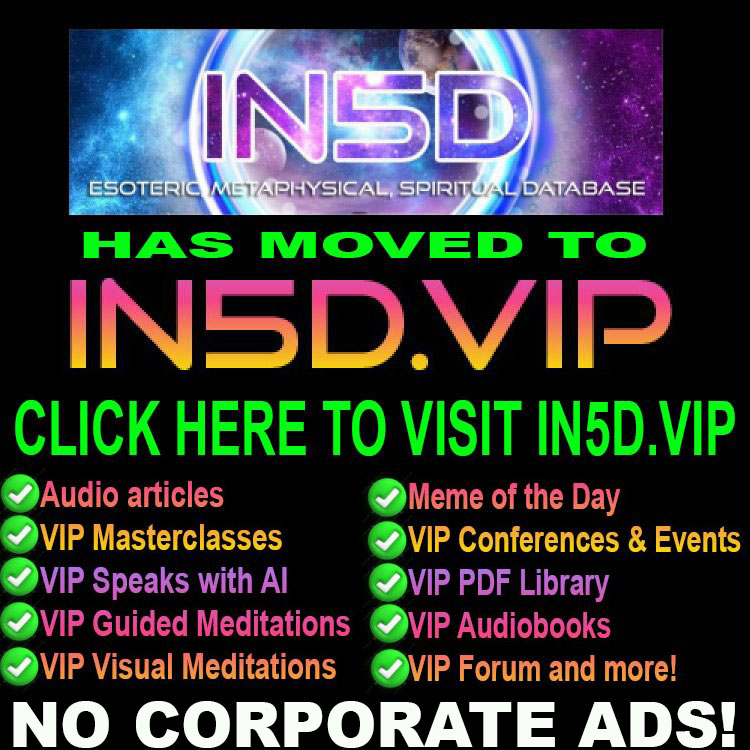 IN5D
ESOTERIC, METAPHYSICAL, SPIRITUAL DATABASE
HAS MOVED TO
IN5D.VIP
CLICK HERE TO VISIT IN5D.VIP
Audio articles
VIP Masterclasses
VIP Speaks with AI
VIP Guided Meditations
VIP Visual Meditations
Meme of the Day
VIP Conferences & Events
VIP PDF Library
VIP Audiobooks
VIP Forum and more!
NO CORPORATE ADS!